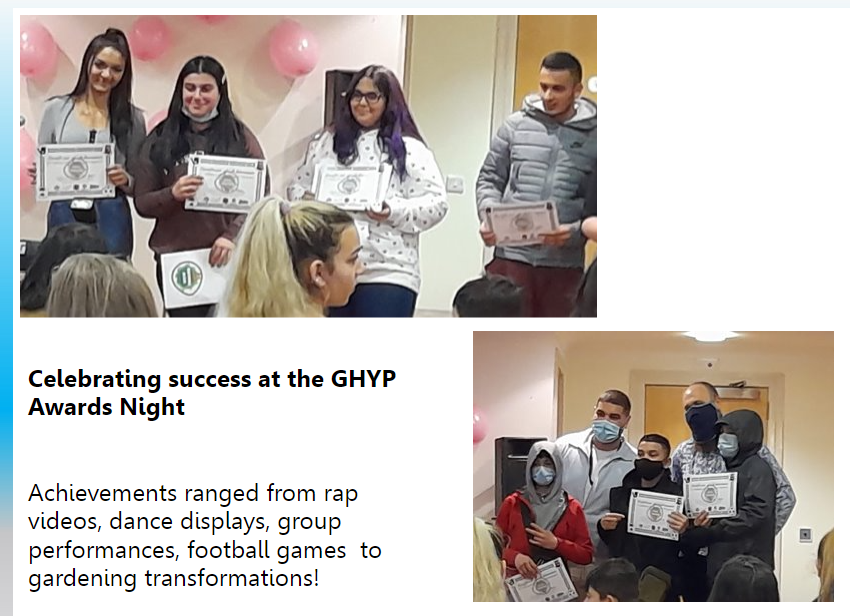 Celebrating success at the GHYP
Awards Night
Achievements ranged from rap
videos, dance displays, group
performances, football games  to
gardening transformations!